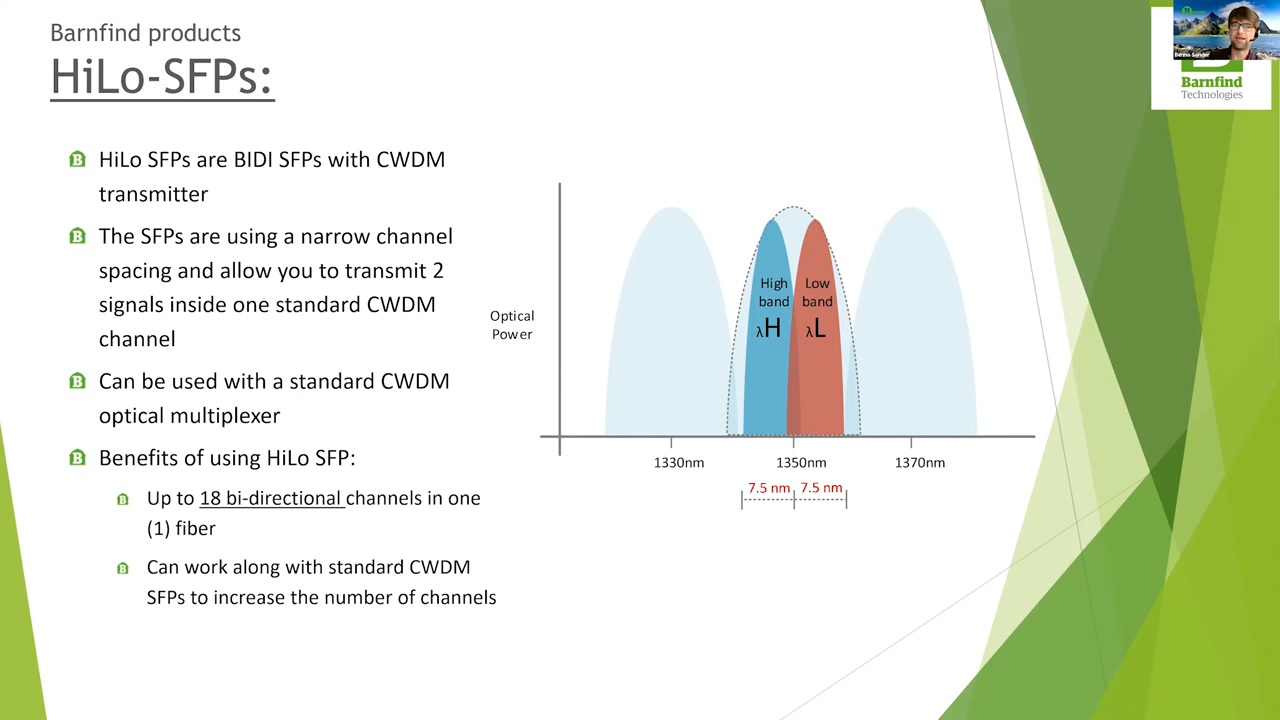 Barnfind products
HiLo-SFPs:
HiLo SFPs are BIDI SFPs with CWDM
transmitter
The SFPs are using a narrow channel
spacing and allow you to transmit 2
signals inside one standard CWDM
channel
Can be used with a standard CWDM
optical multiplexer
Benefits of using HiLo SFP:
Up to 18 bi-directional channels in one
(1) fiber
Can work along with standard CWDM
SFPs to increase the number of channels
Optical
Power
High
band
λH
Low
band
λL
1330nm
1350nm
1370nm
7.5 nm
7.5 nm
Benno Sander
Barnfind
Technologies